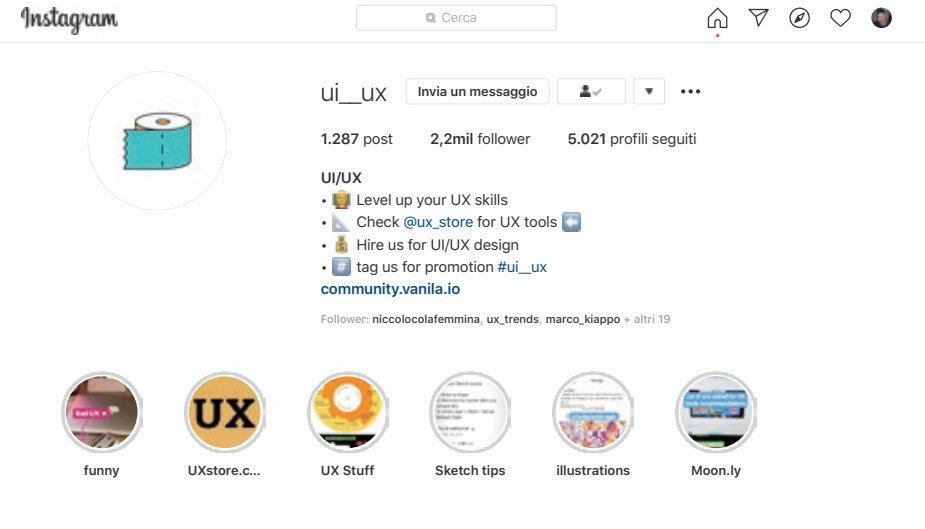 Instagram
Cerca
ui__ux Invia un messaggio
1.287 post 2,2mil follower 5.021 profili seguiti
UI/UX
• Level up your UX skills
• Check @ux_store for UX tools
• Hire us for UI/UX design
• # tag us for promotion #ui__ux
community.vanila.io
Follower: niccolocolafemmina, ux_trends, marco_kiappo + altri 19
Bad UX
UX
funny UXstore.c... UX Stuff Sketch tips illustrations Moon.ly